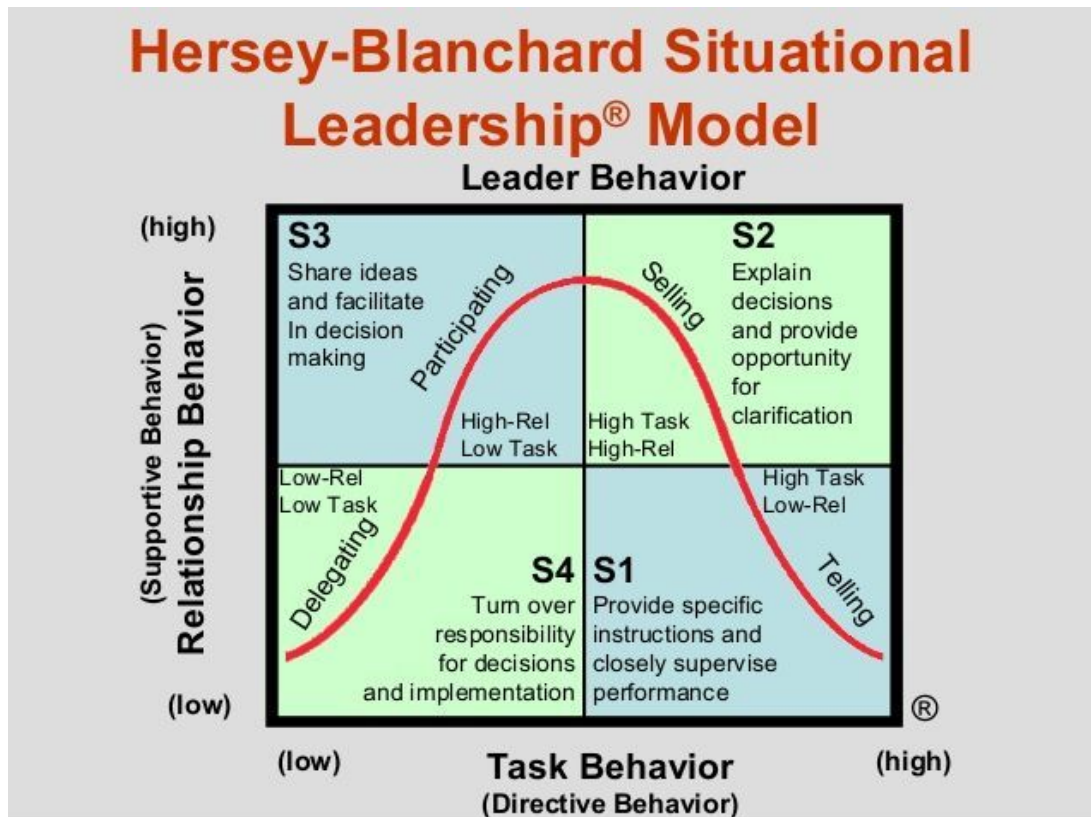 Hersey-Blanchard Situational
Leadership® Model
Leader Behavior
(high)
(Supportive Behavior)
Relationship Behavior
(low)
S3
Share ideas
and facilitate
In decision
making
Participating
High-Rel
Low Task
S2
Explain
decisions
and provide
opportunity
for
clarification
Selling
High Task
High-Rel
Low-Rel
Low Task
Delegating
S4
Turn over
responsibility
for decisions
and implementation
High Task
Low-Rel
Telling
S1
Provide specific
instructions and
closely supervise
performance
®
(low)
Task Behavior
(high)
(Directive Behavior)